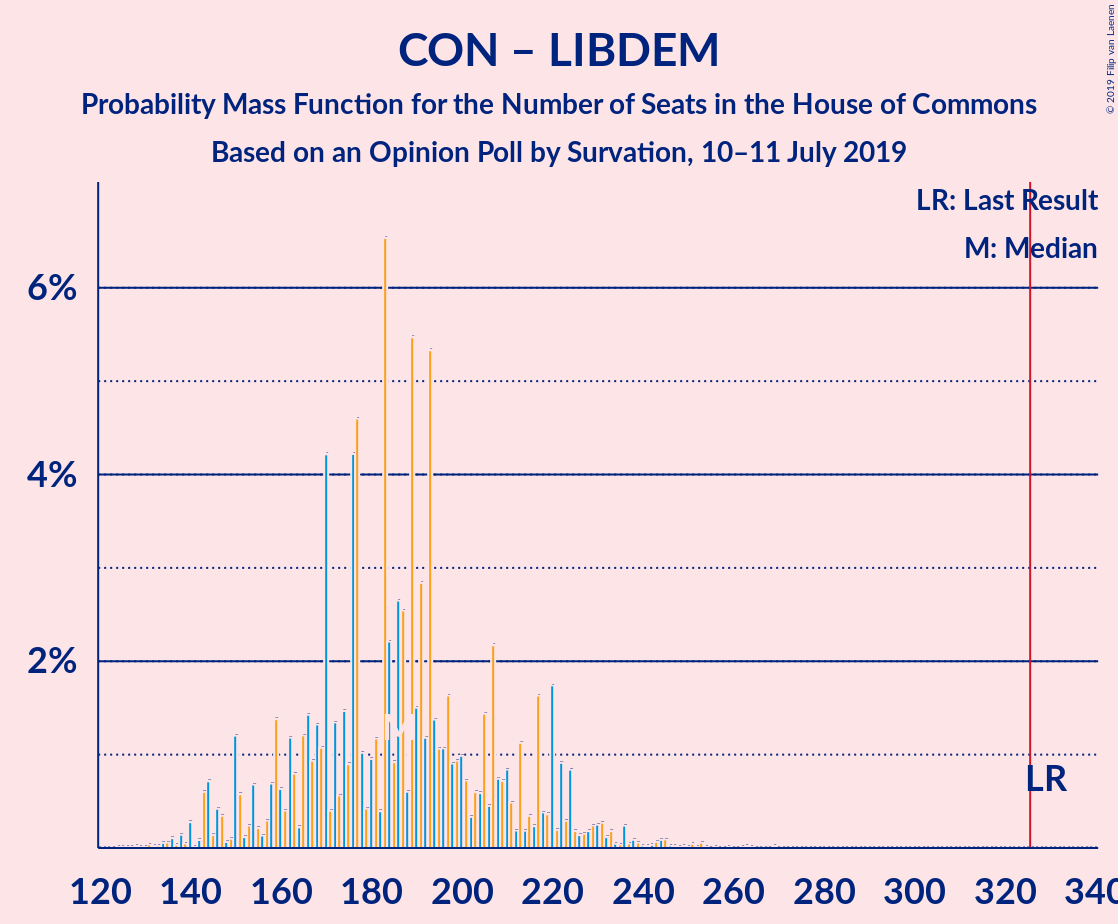 CON – LIBDEM
Probability Mass Function for the Number of Seats in the House of Commons
Based on an Opinion Poll by Survation, 10–11 July 2019
© 2019 Filip van Laenen
LR: Last Result
M: Median
6%
4%
2%
LR
120 140 160 180 200 220 240 260 280 300 320 340